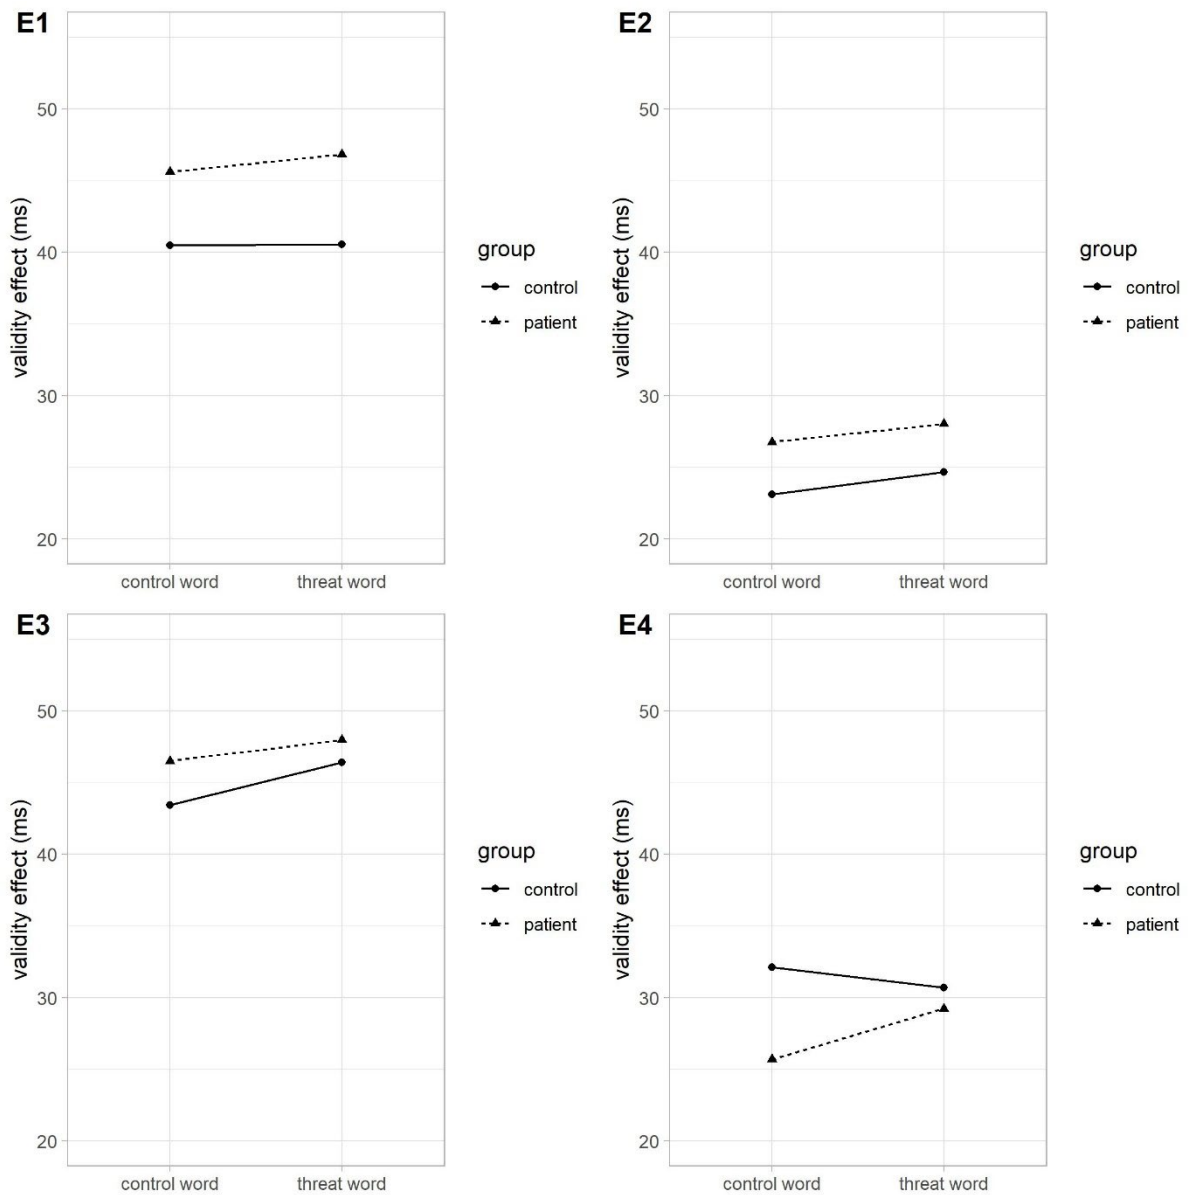 E1
50
40
30
20
validity effect (ms)
control word
threat word
group
control
patient
E2
50
40
30
20
validity effect (ms)
control word
threat word
group
control
patient
E3
50
40
30
20
validity effect (ms)
control word
threat word
group
control
patient
E4
50
40
30
20
validity effect (ms)
control word
threat word
group
control
patient